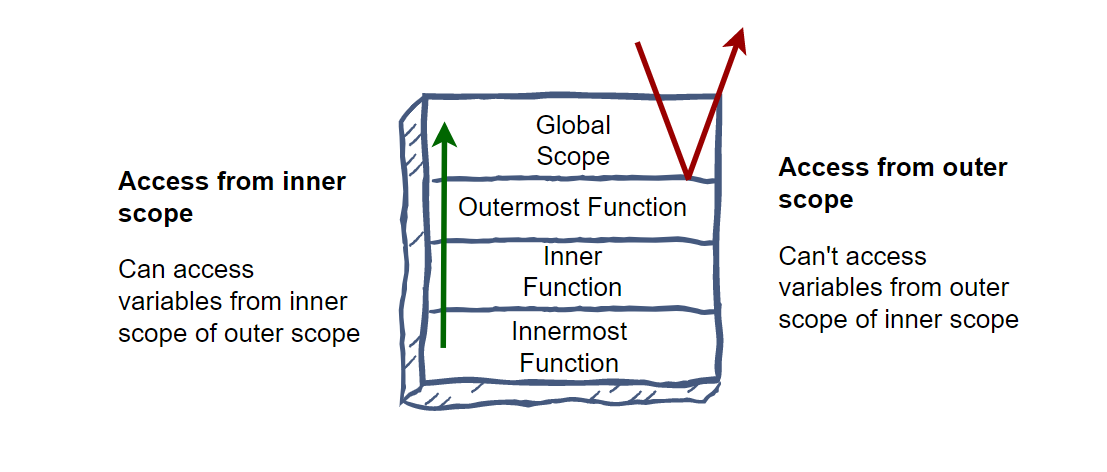 Access from inner
scope
Can access
variables from inner
scope of outer scope
Global
Scope
Outermost Function
Inner
Function
Innermost
Function
Access from outer
scope
Can't access
variables from outer
scope of inner scope